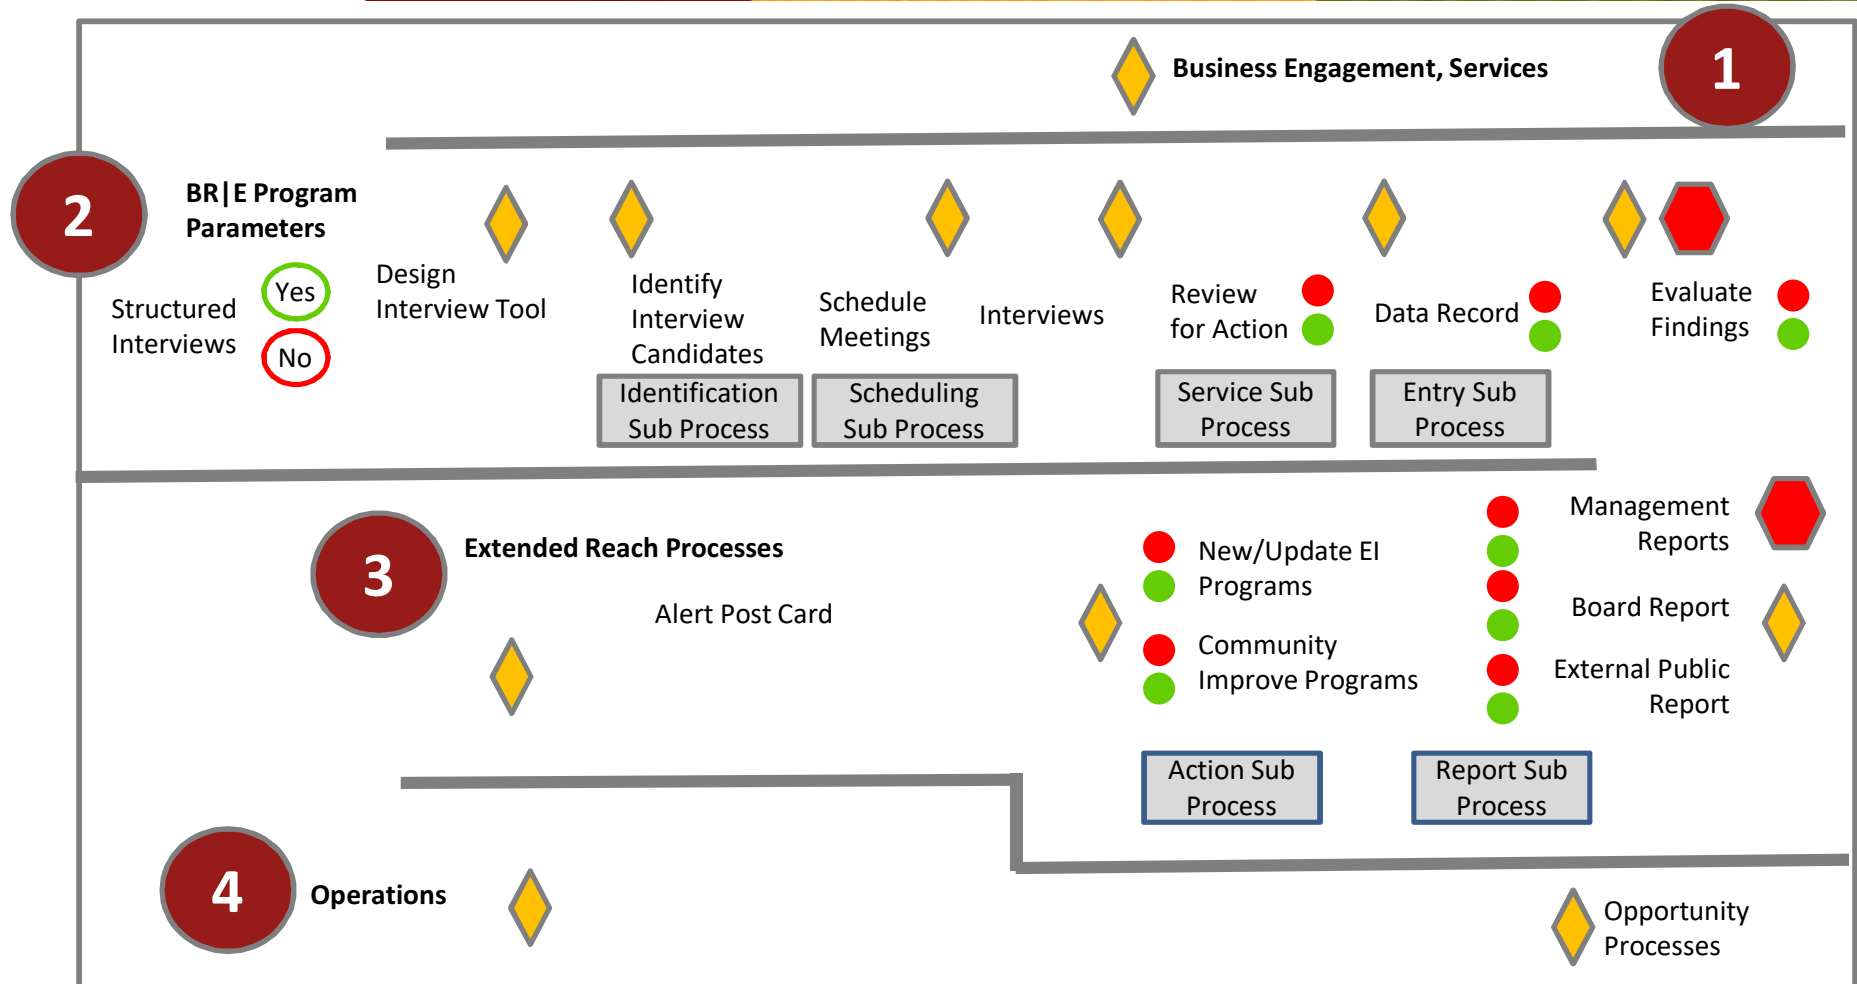 Business Engagement, Services
1
2
BR|E Program
Parameters
Structured
Interviews
Yes
No
Design
Interview Tool
Identify
Interview
Candidates
Schedule
Meetings
Interviews
Review
for Action
Data Record
Evaluate
Findings
Identification
Sub Process
Scheduling
Sub Process
Service Sub
Process
Entry Sub
Process
3
Extended Reach Processes
Alert Post Card
New/Update EI
Programs
Community
Improve Programs
Management
Reports
Board Report
External Public
Report
Action Sub
Process
Report Sub
Process
4
Operations
Opportunity
Processes